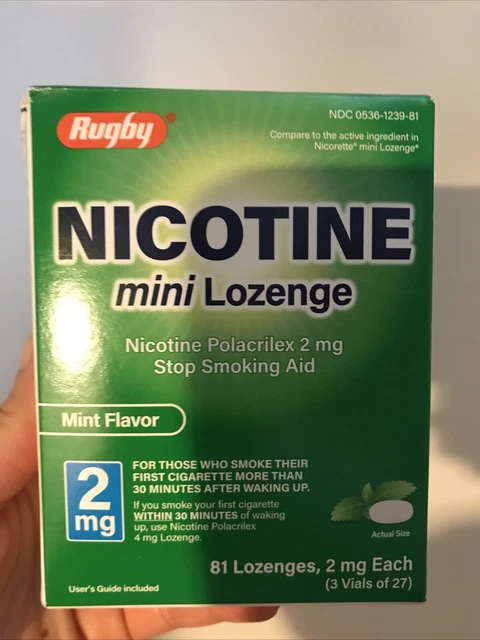 Rugby
NDC 0536-1239-81
Compare to the active ingredient in
Nicorette® mini Lozenge*
NICOTINE
mini Lozenge
Nicotine Polacrilex 2 mg
Stop Smoking Aid
Mint Flavor
2
mg
FOR THOSE WHO SMOKE THEIR
FIRST CIGARETTE MORE THAN
30 MINUTES AFTER WAKING UP.
If you smoke your first cigarette
WITHIN 30 MINUTES of waking
up, use Nicotine Polacrilex
4 mg Lozenge.
Actual Size
81 Lozenges, 2 mg Each
(3 Vials of 27)
User's Guide included